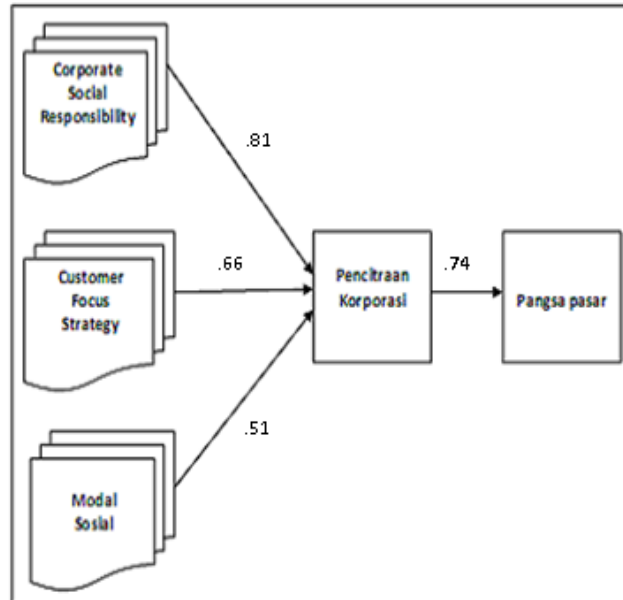 Corporate
Social
Responsibility
.81
Customer
Focus
Strategy
.66
Pencitraan
Korporasi
.74
Pangsa pasar
.51
Modal
Sosial